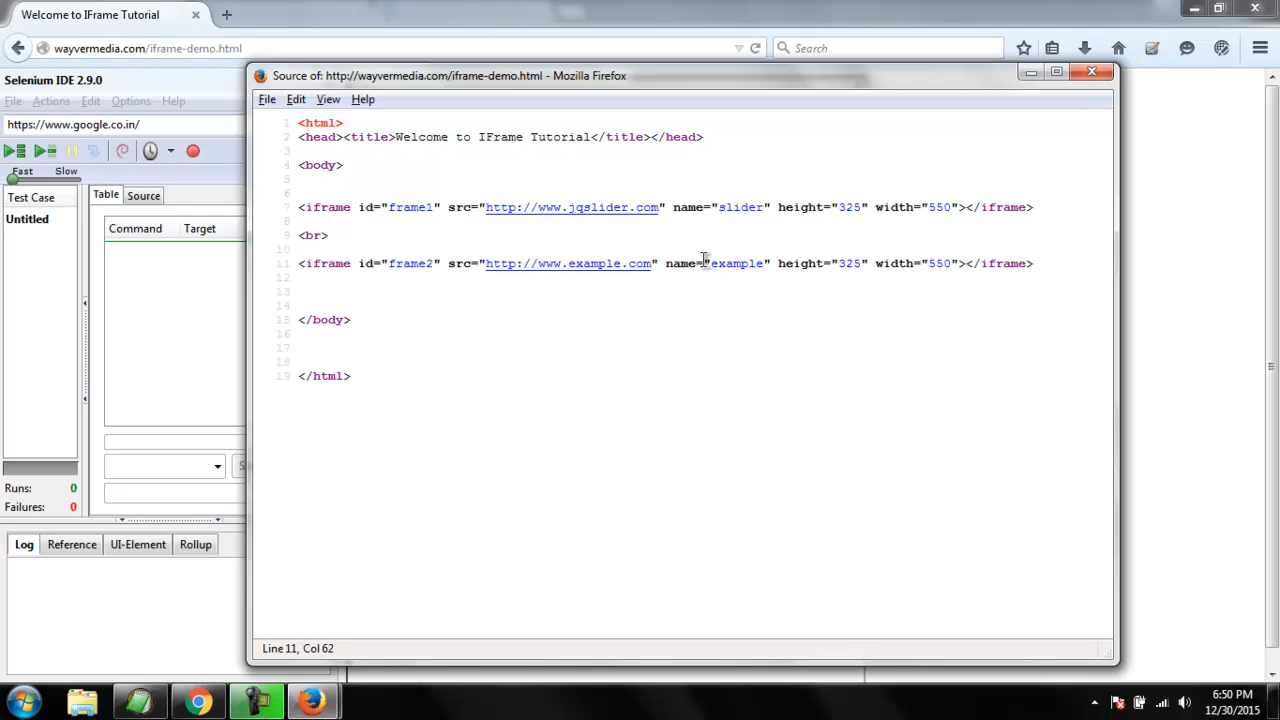 Welcome to IFrame Tutorial
wayvermedia.com/iframe-demo.html
Search
Selenium IDE 2.9.0
File Actions Edit Options Help
https://www.google.co.in/
Fast Slow
Test Case
Untitled
Table Source
Command Target
Runs: 0
Failures: 0
Log Reference UI-Element Rollup
Source of: http://wayvermedia.com/iframe-demo.html - Mozilla Firefox
File Edit View Help
1 <html>
2 <head><title>Welcome to IFrame Tutorial</title></head>
3
4 <body>
5
6
7 <iframe id="frame1" src="http://www.jqslider.com" name="slider" height="325" width="550"></iframe>
8
9 <br>
10
11 <iframe id="frame2" src="http://www.example.com" name="example" height="325" width="550"></iframe>
12
13
14
15 </body>
16
17
18
19 </html>
Line 11, Col 62
6:50 PM
12/30/2015